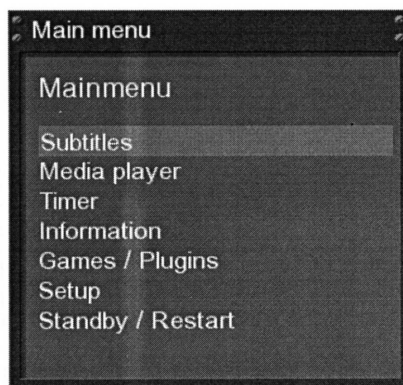 Main menu
Mainmenu
Subtitles
Media player
Timer
Information
Games / Plugins
Setup
Standby / Restart